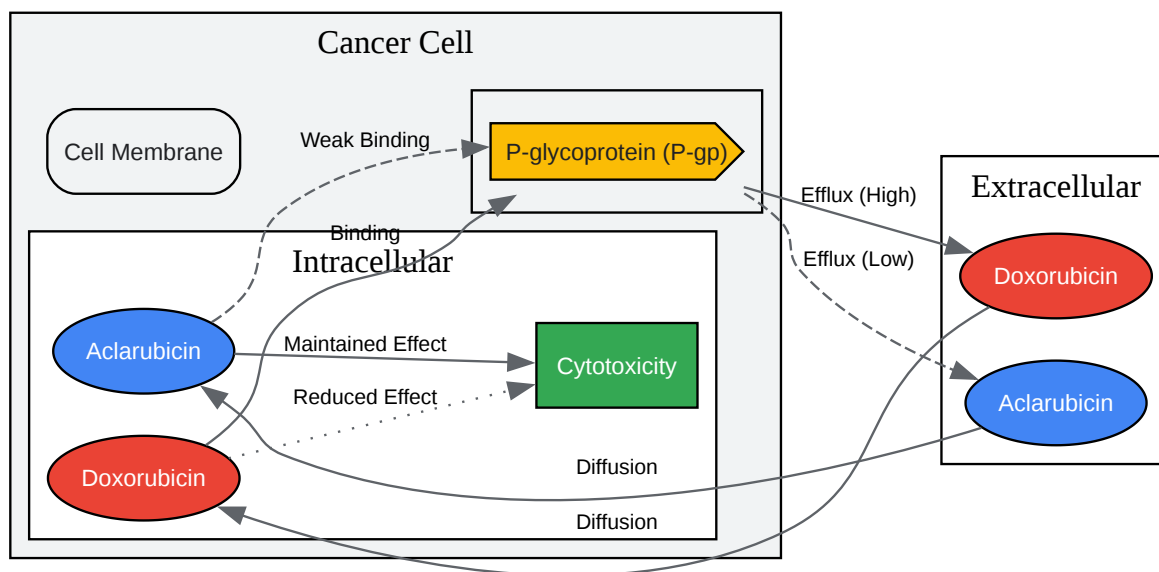 Cancer Cell
Cell Membrane
Weak Binding
P-glycoprotein (P-gp)
Extracellular
Efflux (High)
Binding
Intracellular
Efflux (Low)
Doxorubicin
Aclarubicin
Maintained Effect
Cytotoxicity
Reduced Effect
Aclarubicin
Doxorubicin
Diffusion
Diffusion